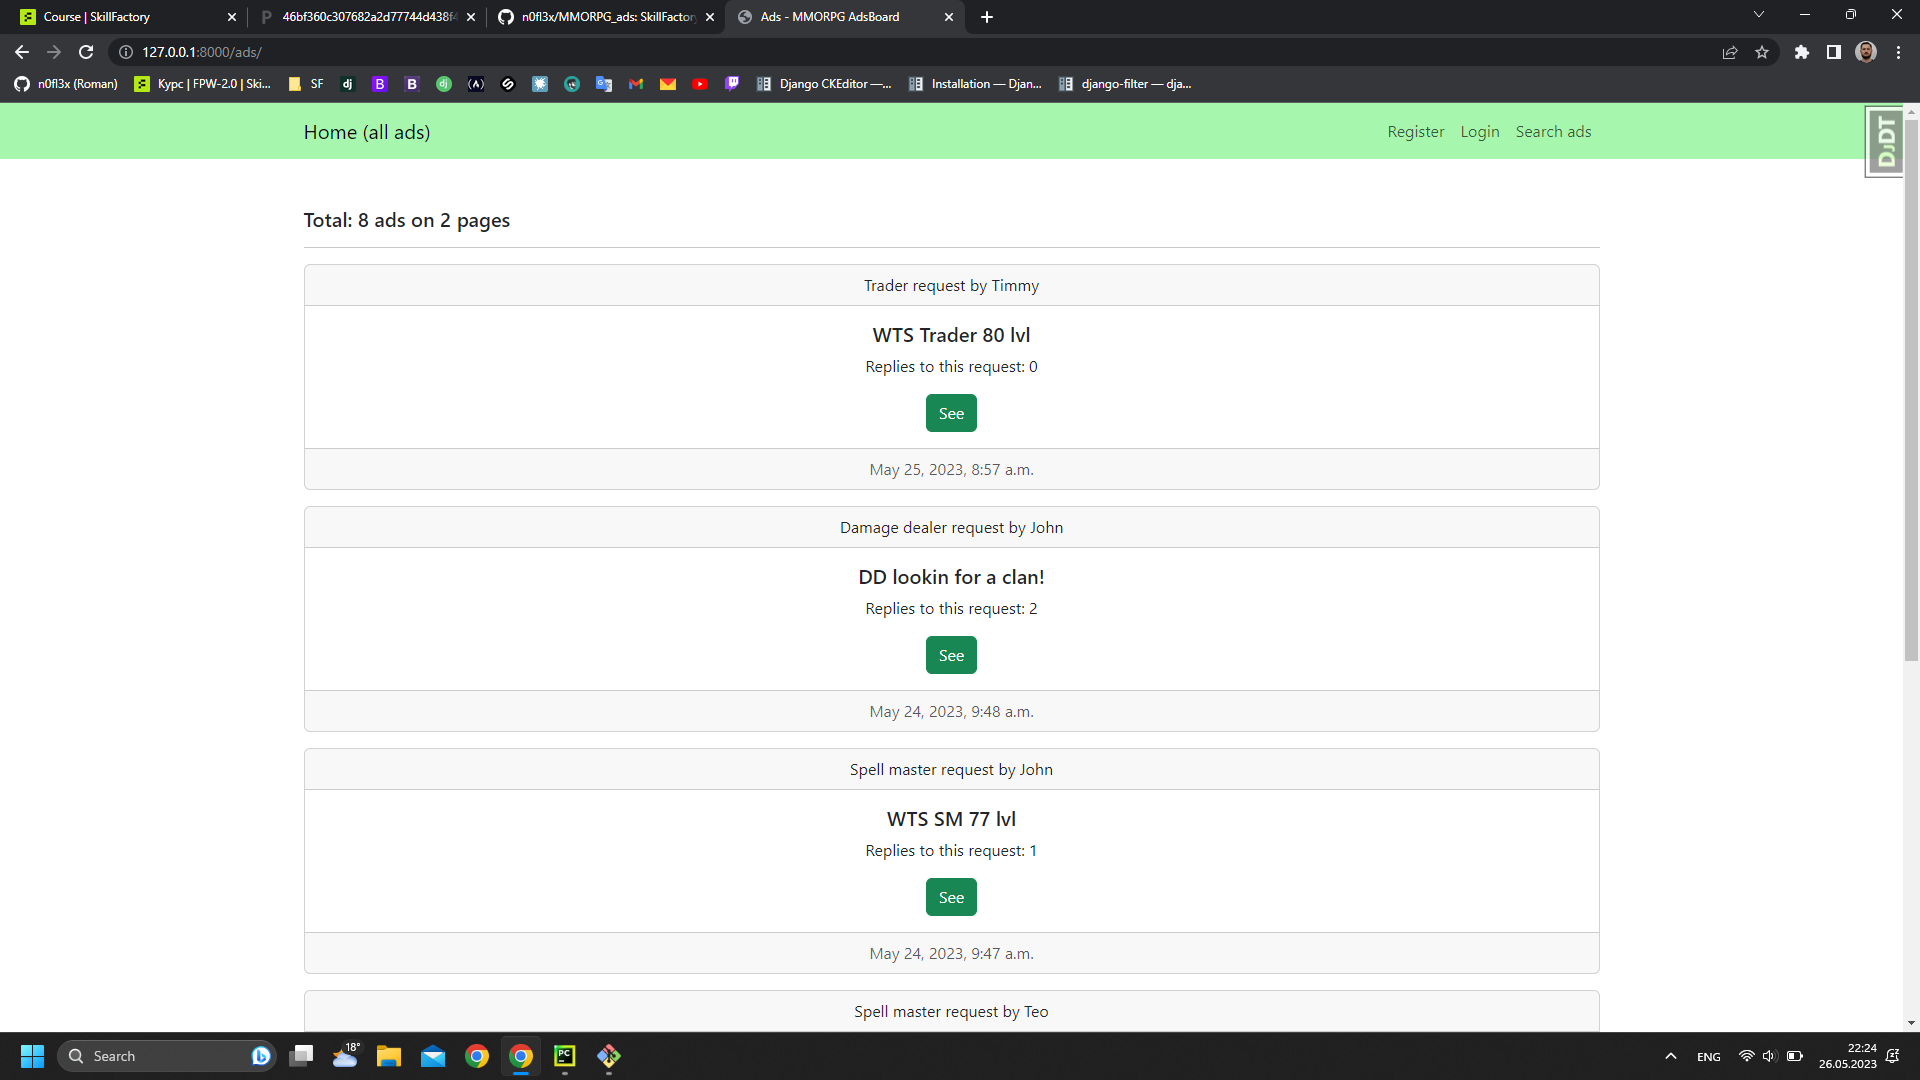 Course | SkillFactory
46bf360c307682a2d77744d438f4
n0fl3x/MMORPG_ads: SkillFactory
Ads - MMORPG AdsBoard
127.0.0.1:8000/ads/
n0fl3x (Roman)
Курс | FPW-2.0 | Ski...
SF
Django CKEditor —...
Installation — Djan...
django-filter — dja...
Home (all ads)
Register
Login
Search ads
DJDT
Total: 8 ads on 2 pages
Trader request by Timmy
WTS Trader 80 lvl
Replies to this request: 0
See
May 25, 2023, 8:57 a.m.
Damage dealer request by John
DD lookin for a clan!
Replies to this request: 2
See
May 24, 2023, 9:48 a.m.
Spell master request by John
WTS SM 77 lvl
Replies to this request: 1
See
May 24, 2023, 9:47 a.m.
Spell master request by Teo
Search
18°
ENG
22:24
26.05.2023